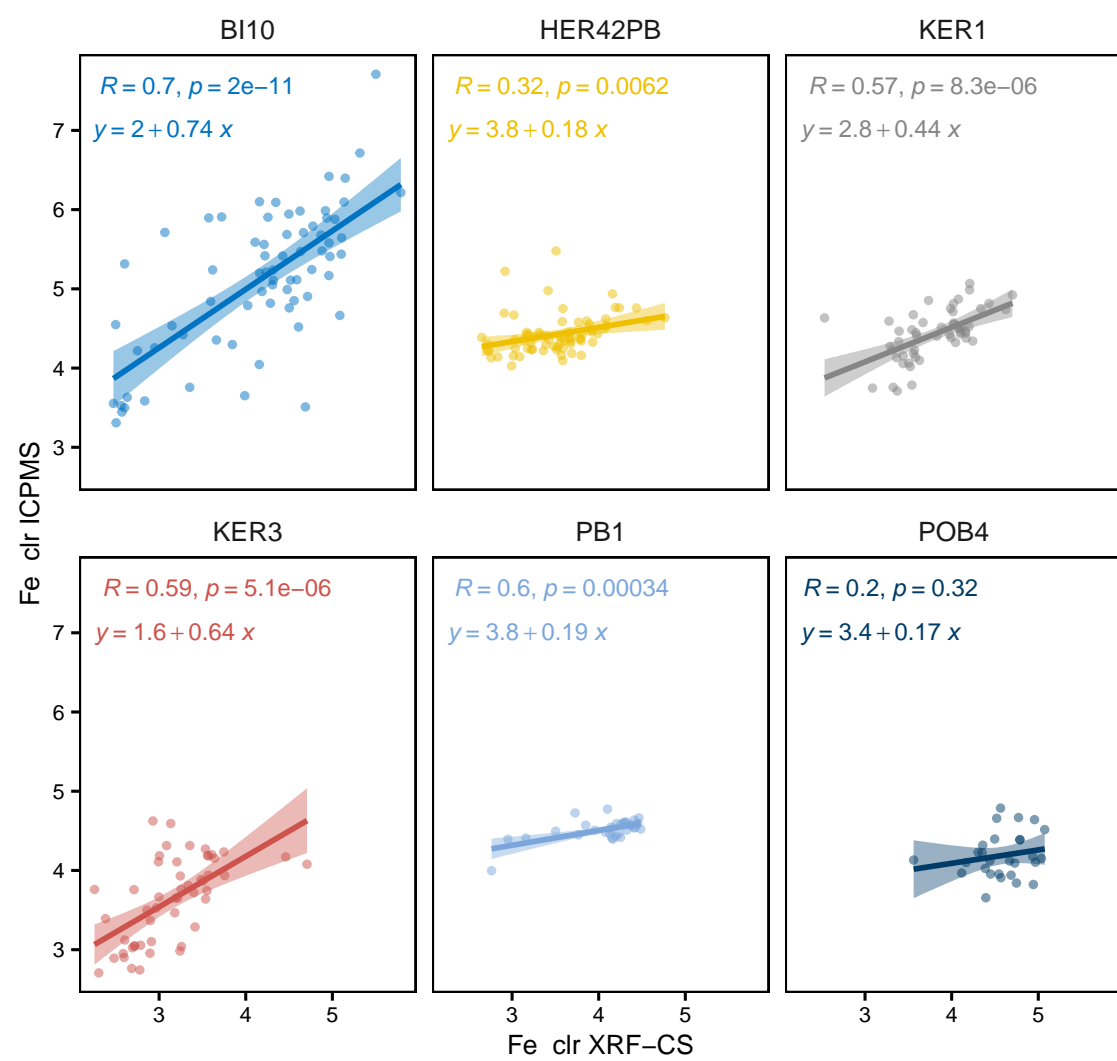 BI10 HER42PB KER1
R = 0.7, p = 2e−11 R = 0.32, p = 0.0062 R = 0.57, p = 8.3e−06
y = 2 + 0.74 x y = 3.8 + 0.18 x y = 2.8 + 0.44 x
7
6
5
4
3
Fe clr ICPMS
KER3 PB1 POB4
R = 0.59, p = 5.1e−06 R = 0.6, p = 0.00034 R = 0.2, p = 0.32
y = 1.6 + 0.64 x y = 3.8 + 0.19 x y = 3.4 + 0.17 x
7
6
5
4
3
3 4 5 3 4 5 3 4 5
Fe clr XRF−CS